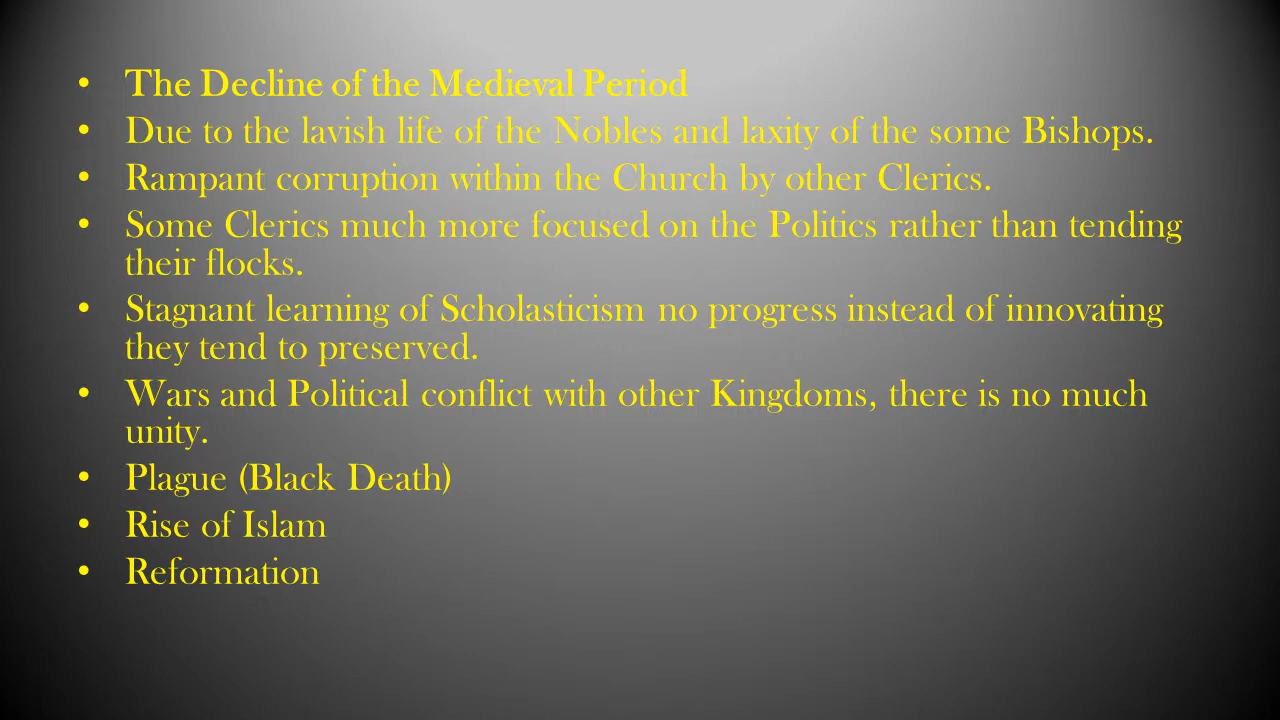 • The Decline of the Medieval Period
• Due to the lavish life of the Nobles and laxity of the some Bishops.
• Rampant corruption within the Church by other Clerics.
• Some Clerics much more focused on the Politics rather than tending
their flocks.
• Stagnant learning of Scholasticism no progress instead of innovating
they tend to preserved.
• Wars and Political conflict with other Kingdoms, there is no much
unity.
• Plague (Black Death)
• Rise of Islam
• Reformation